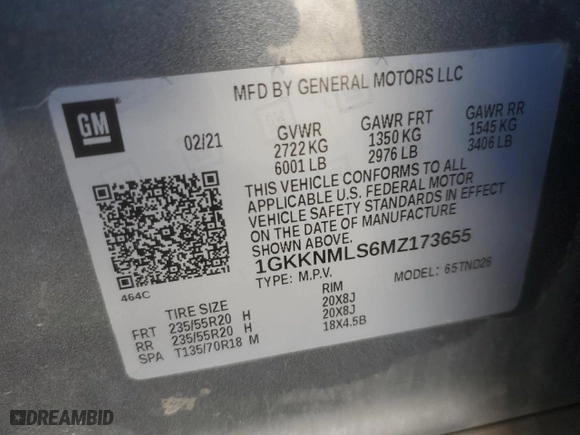 MFD BY GENERAL MOTORS LLC
GM
02/21
GVWR
2722 KG
6001 LB
GAWR FRT
1350 KG
2976 LB
GAWR RR
1545 KG
3406 LB
THIS VEHICLE CONFORMS TO ALL
APPLICABLE U.S. FEDERAL MOTOR
VEHICLE SAFETY STANDARDS IN EFFECT
ON THE DATE OF MANUFACTURE
SHOWN ABOVE.
1GKKNMLS6MZ173655
TYPE: M.P.V. MODEL: 65TND26
464C
TIRE SIZE RIM
FRT 235/55R20 H 20X8J
RR 235/55R20 H 20X8J
SPA T135/70R18 M 18X4.5B
DREAMBID